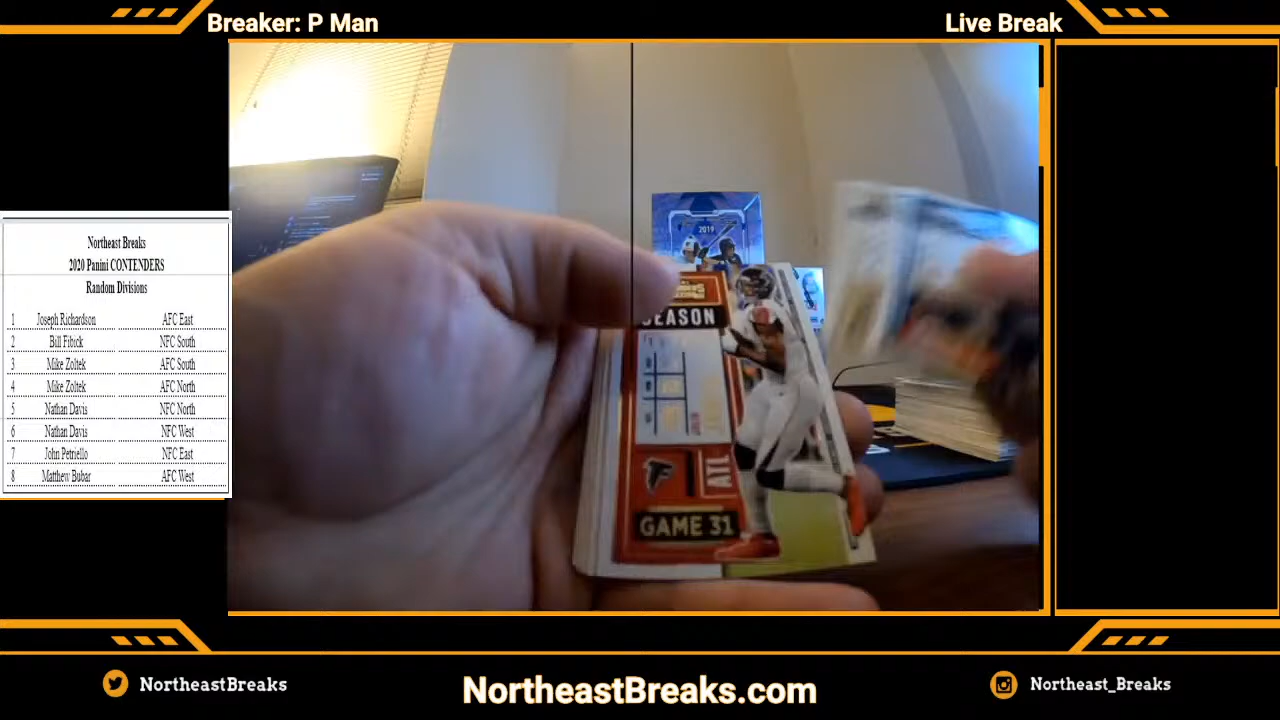 Breaker: P Man
Live Break
Northeast Breaks
2020 Panini CONTENDERS
Random Divisions
1 Joseph Richardson AFC East
2 Bill Fibick NFC South
3 Mike Zoltek AFC South
4 Mike Zoltek AFC North
5 Nathan Davis NFC North
6 Nathan Davis NFC West
7 John Petriello NFC East
8 Matthew Bubar AFC West
2019
SEASON
ATL
GAME 31
NortheastBreaks
NortheastBreaks.com
Northeast_Breaks